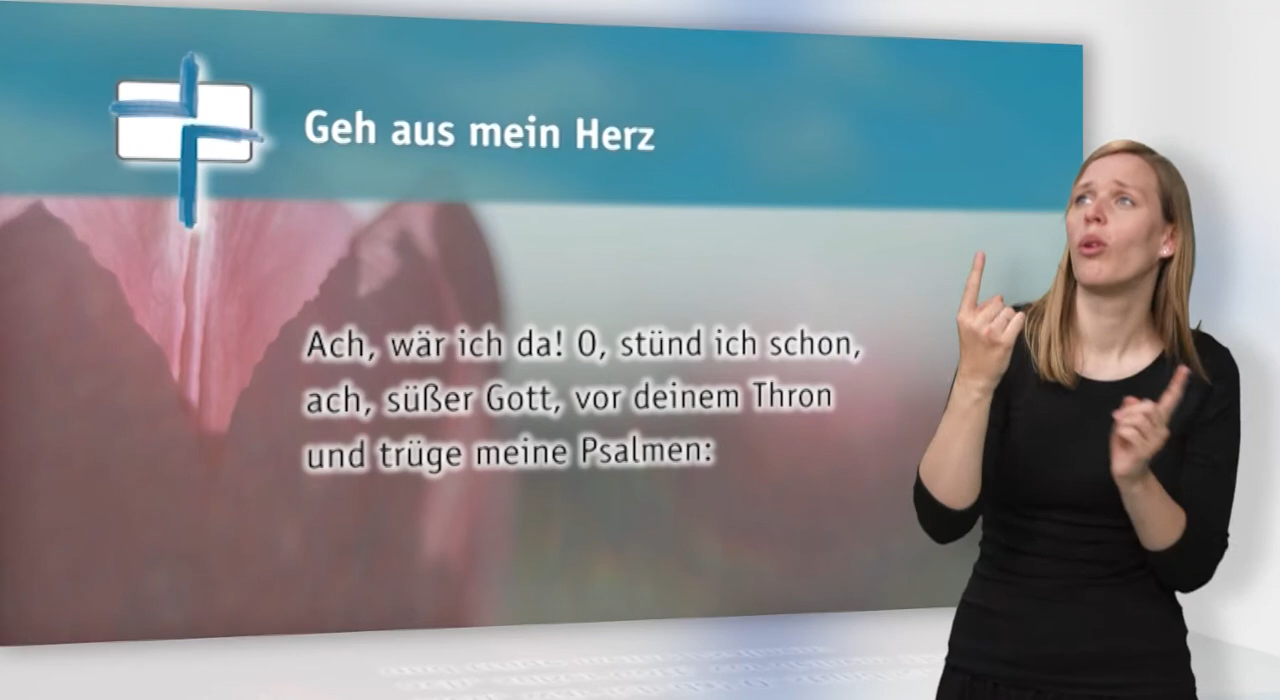 Geh aus mein Herz
Ach, wär ich da! O, stünd ich schon,
ach, süßer Gott, vor deinem Thron
und trüge meine Psalmen: